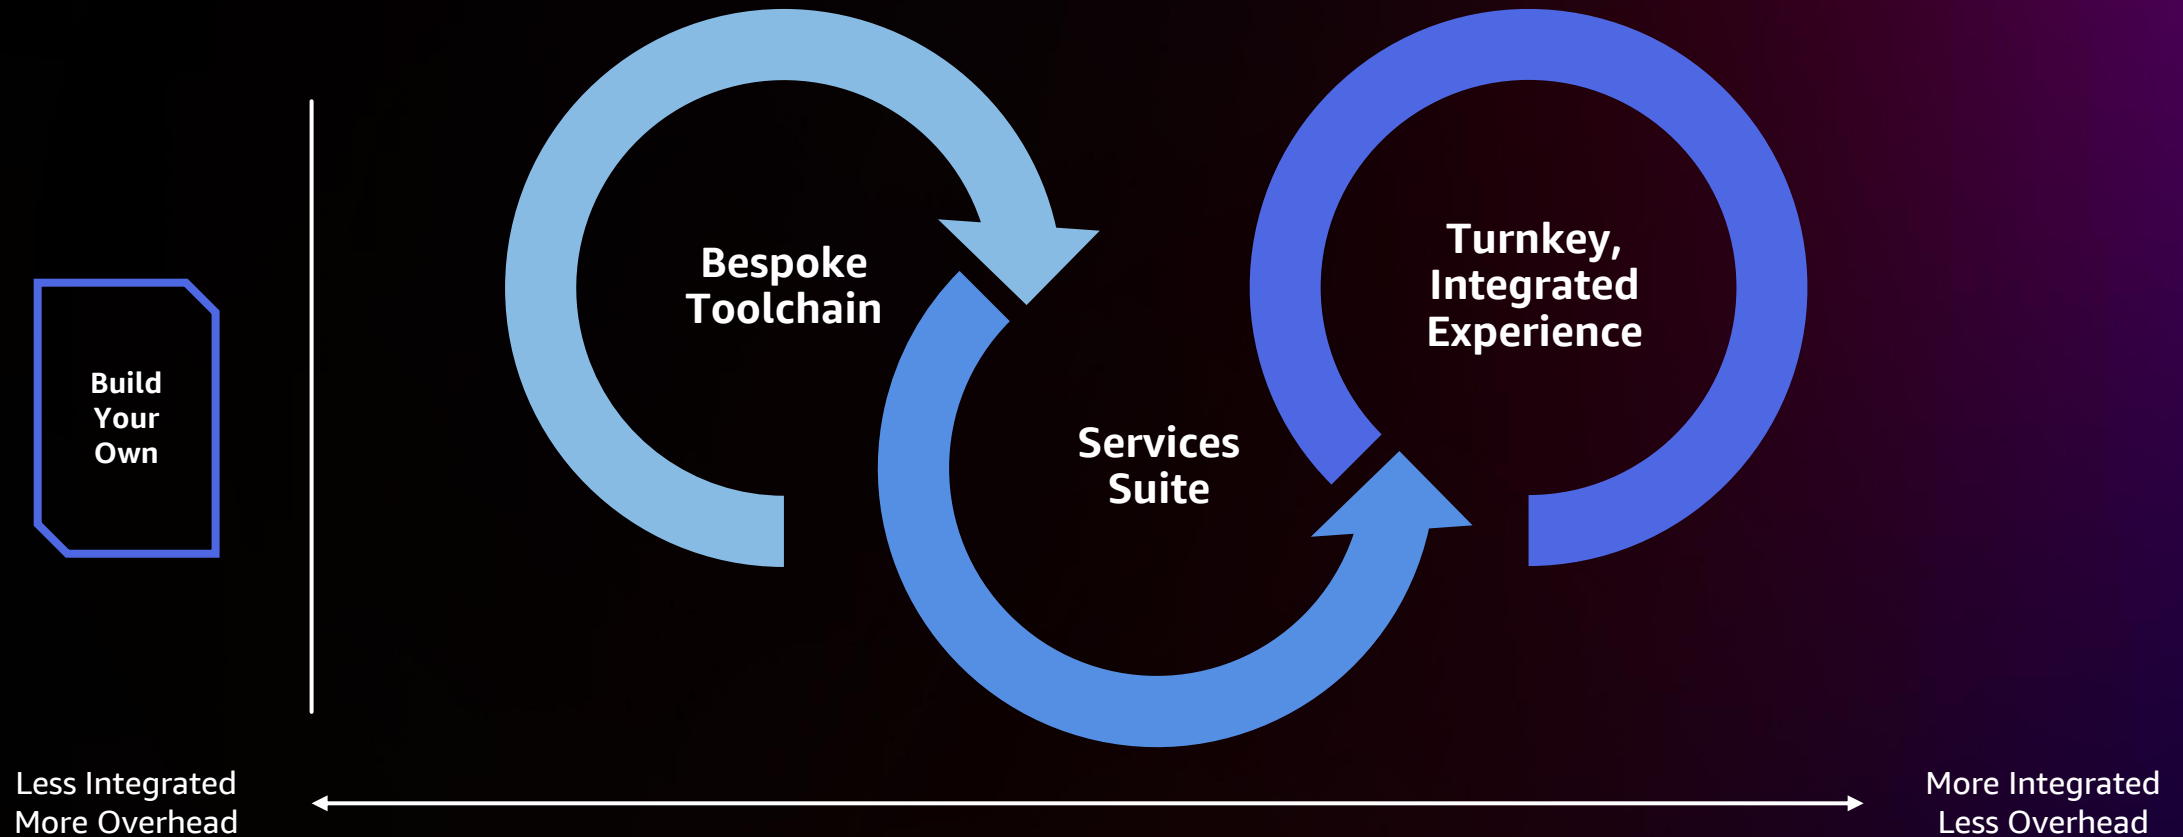 Build
Your
Own
Bespoke
Toolchain
Services
Suite
Turnkey,
Integrated
Experience
Less Integrated
More Overhead
More Integrated
Less Overhead